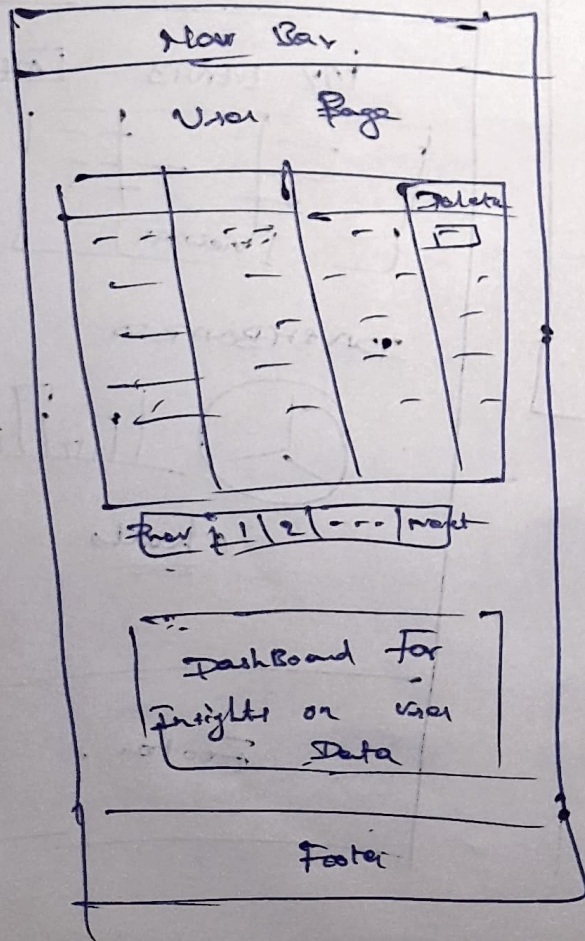 Nav Bar
User Page
Delete
Prev 1 2 --- next
DashBoard For
Insights on user
Data
Footer